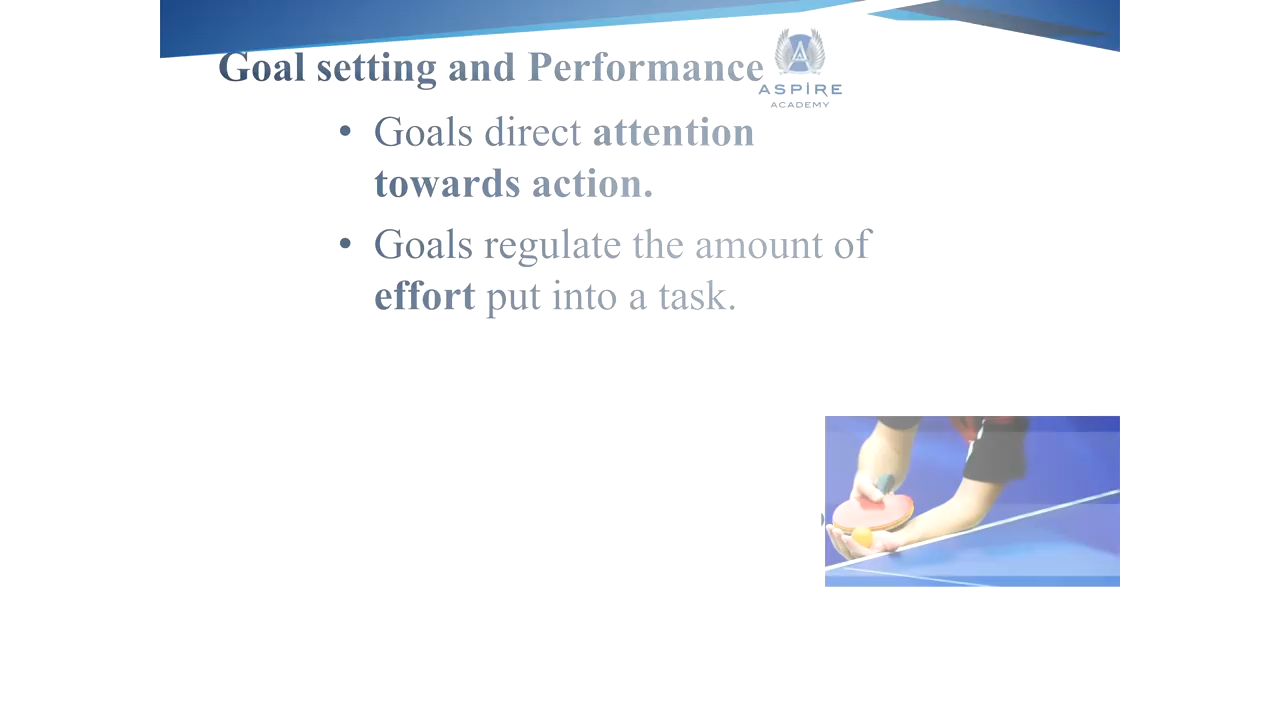 Goal setting and Performance
ASPIRE
ACADEMY
• Goals direct attention
towards action.
• Goals regulate the amount of
effort put into a task.